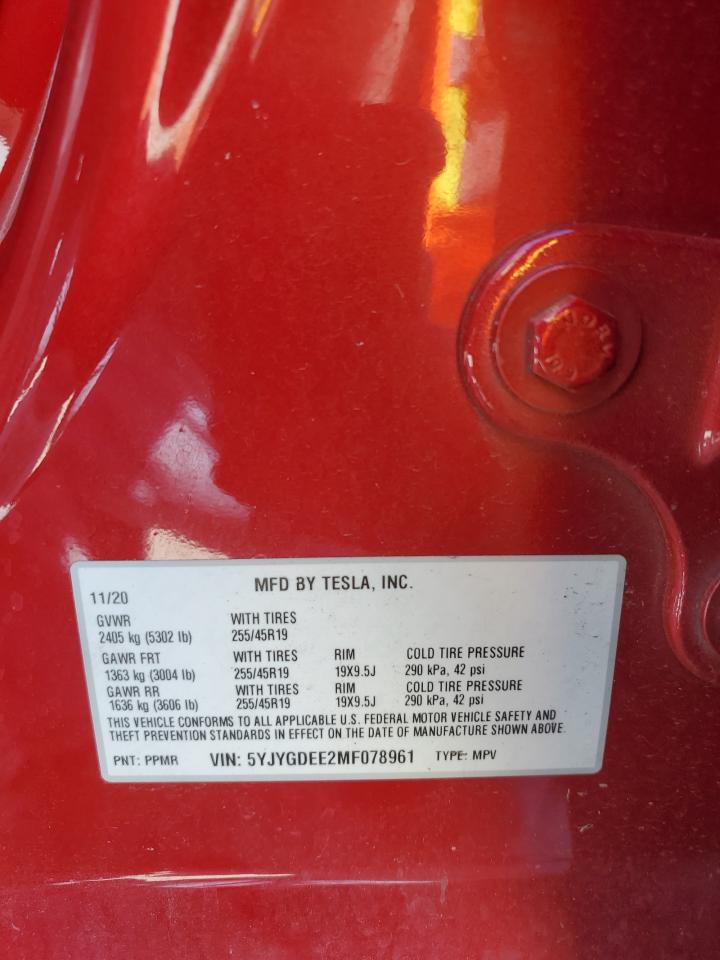 MFD BY TESLA, INC.
11/20
GVWR WITH TIRES
2405 kg (5302 lb) 255/45R19
GAWR FRT WITH TIRES RIM COLD TIRE PRESSURE
1363 kg (3004 lb) 255/45R19 19X9.5J 290 kPa, 42 psi
GAWR RR WITH TIRES RIM COLD TIRE PRESSURE
1636 kg (3606 lb) 255/45R19 19X9.5J 290 kPa, 42 psi
THIS VEHICLE CONFORMS TO ALL APPLICABLE U.S. FEDERAL MOTOR VEHICLE SAFETY AND
THEFT PREVENTION STANDARDS IN EFFECT ON THE DATE OF MANUFACTURE SHOWN ABOVE.
PNT: PPMR VIN: 5YJYGDEE2MF078961 TYPE: MPV